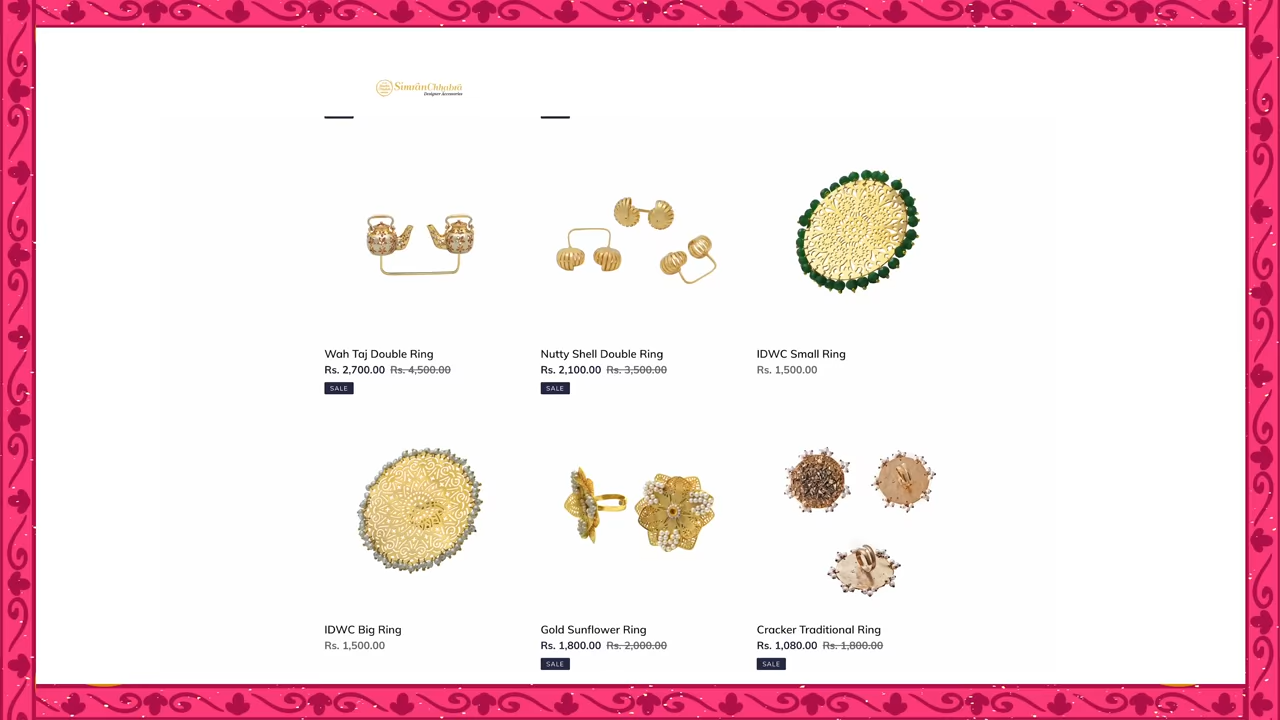 Simrān Chhabrā
Designer Accessories
Wah Taj Double Ring
Rs. 2,700.00 Rs. 4,500.00
SALE
Nutty Shell Double Ring
Rs. 2,100.00 Rs. 3,500.00
SALE
IDWC Small Ring
Rs. 1,500.00
IDWC Big Ring
Rs. 1,500.00
Gold Sunflower Ring
Rs. 1,800.00 Rs. 2,000.00
SALE
Cracker Traditional Ring
Rs. 1,080.00 Rs. 1,800.00
SALE